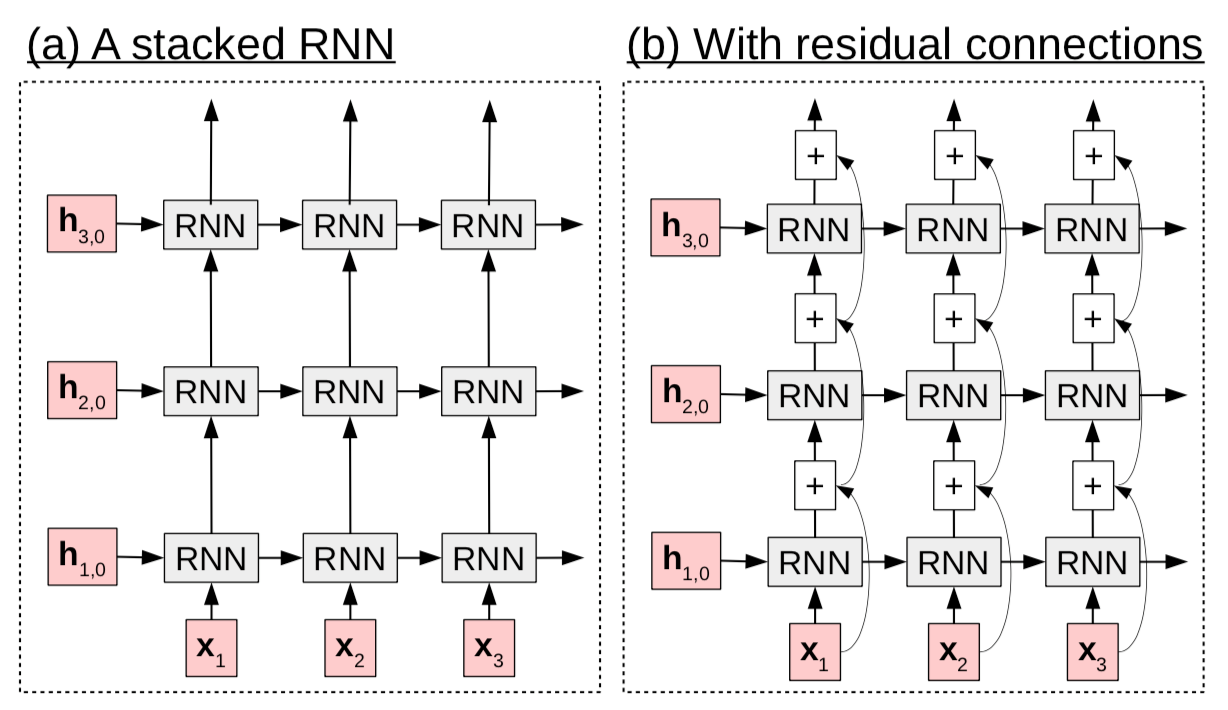 (a) A stacked RNN
h3,0 RNN RNN RNN
h2,0 RNN RNN RNN
h1,0 RNN RNN RNN
x1 x2 x3
(b) With residual connections
+ + +
h3,0 RNN RNN RNN
+ + +
h2,0 RNN RNN RNN
+ + +
h1,0 RNN RNN RNN
x1 x2 x3